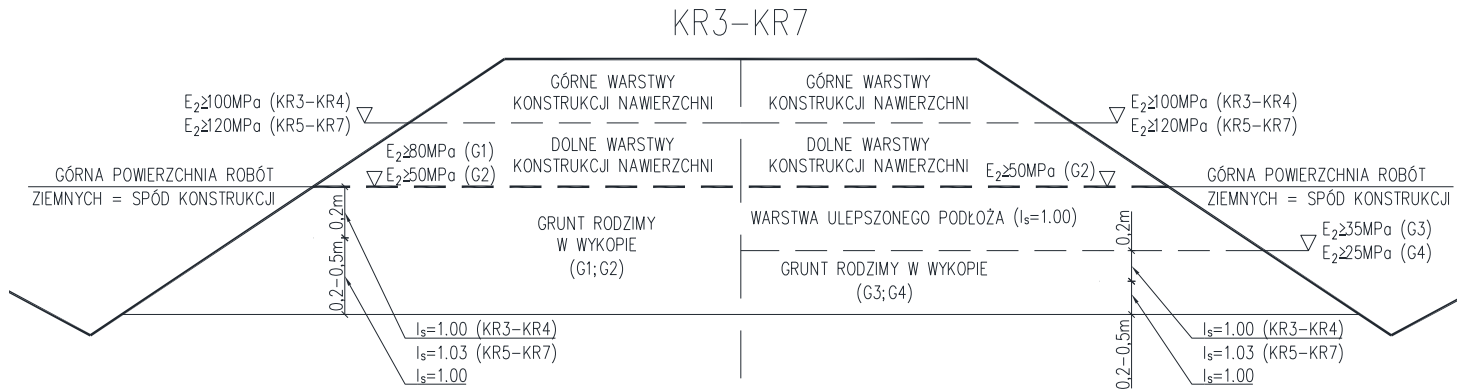 KR3-KR7
GÓRNE WARSTWY
KONSTRUKCJI NAWIERZCHNI
GÓRNE WARSTWY
KONSTRUKCJI NAWIERZCHNI
E₂≥100MPa (KR3-KR4)
E₂≥120MPa (KR5-KR7)
E₂≥100MPa (KR3-KR4)
E₂≥120MPa (KR5-KR7)
DOLNE WARSTWY
KONSTRUKCJI NAWIERZCHNI
DOLNE WARSTWY
KONSTRUKCJI NAWIERZCHNI
E₂≥80MPa (G1)
E₂≥50MPa (G2)
E₂≥50MPa (G2)
GÓRNA POWIERZCHNIA ROBÓT
ZIEMNYCH = SPÓD KONSTRUKCJI
GÓRNA POWIERZCHNIA ROBÓT
ZIEMNYCH = SPÓD KONSTRUKCJI
0,2m
0,2-0,5m
GRUNT RODZIMY
W WYKOPIE
(G1;G2)
WARSTWA ULEPSZONEGO PODŁOŻA (Iₛ=1.00)
0,2m
E₂≥35MPa (G3)
E₂≥25MPa (G4)
GRUNT RODZIMY W WYKOPIE
(G3;G4)
0,2-0,5m
Iₛ=1.00 (KR3-KR4)
Iₛ=1.03 (KR5-KR7)
Iₛ=1.00
Iₛ=1.00 (KR3-KR4)
Iₛ=1.03 (KR5-KR7)
Iₛ=1.00